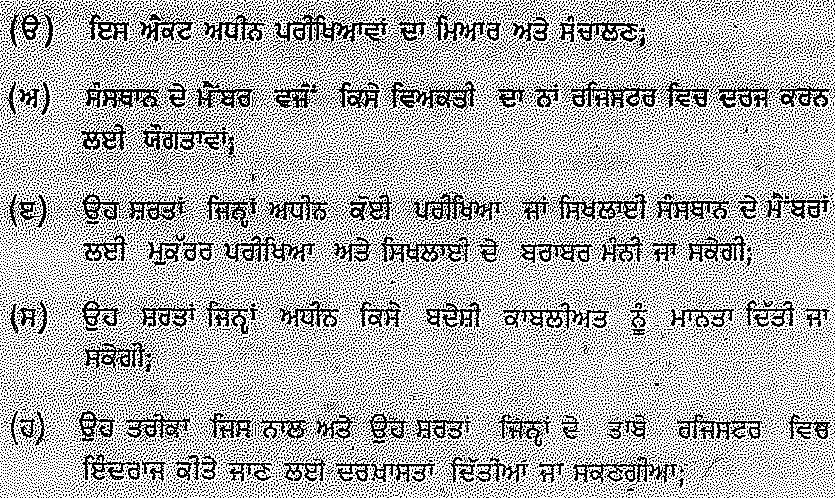 (ੳ) ਇਸ ਐਕਟ ਅਧੀਨ ਪਰੀਖਿਆਵਾਂ ਦਾ ਮਿਆਰ ਅਤੇ ਸੰਚਾਲਣ;
(ਅ) ਸੰਸਥਾਨ ਦੇ ਮੈਂਬਰ ਵਜੋਂ ਕਿਸੇ ਵਿਅਕਤੀ ਦਾ ਨਾਂ ਰਜਿਸਟਰ ਵਿਚ ਦਰਜ ਕਰਨ
ਲਈ ਯੋਗਤਾਵਾਂ;
(ੲ) ਉਹ ਸ਼ਰਤਾਂ ਜਿਨ੍ਹਾਂ ਅਧੀਨ ਕੋਈ ਪਰੀਖਿਆ ਜਾਂ ਸਿਖਲਾਈ ਸੰਸਥਾਨ ਦੇ ਮੈਂਬਰਾਂ
ਲਈ ਮੁਕੱਰਰ ਪਰੀਖਿਆ ਅਤੇ ਸਿਖਲਾਈ ਦੇ ਬਰਾਬਰ ਮੰਨੀ ਜਾ ਸਕੇਗੀ;
(ਸ) ਉਹ ਸ਼ਰਤਾਂ ਜਿਨ੍ਹਾਂ ਅਧੀਨ ਕਿਸੇ ਬਦੇਸ਼ੀ ਕਾਬਲੀਅਤ ਨੂੰ ਮਾਨਤਾ ਦਿੱਤੀ ਜਾ
ਸਕੇਗੀ;
(ਹ) ਉਹ ਤਰੀਕਾ ਜਿਸ ਨਾਲ ਅਤੇ ਉਹ ਸ਼ਰਤਾਂ ਜਿਨ੍ਹਾਂ ਦੇ ਤਾਬੇ ਰਜਿਸਟਰ ਵਿਚ
ਇੰਦਰਾਜ ਕੀਤੇ ਜਾਣ ਲਈ ਦਰਖ਼ਾਸਤਾਂ ਦਿੱਤੀਆਂ ਜਾ ਸਕਣਗੀਆਂ;